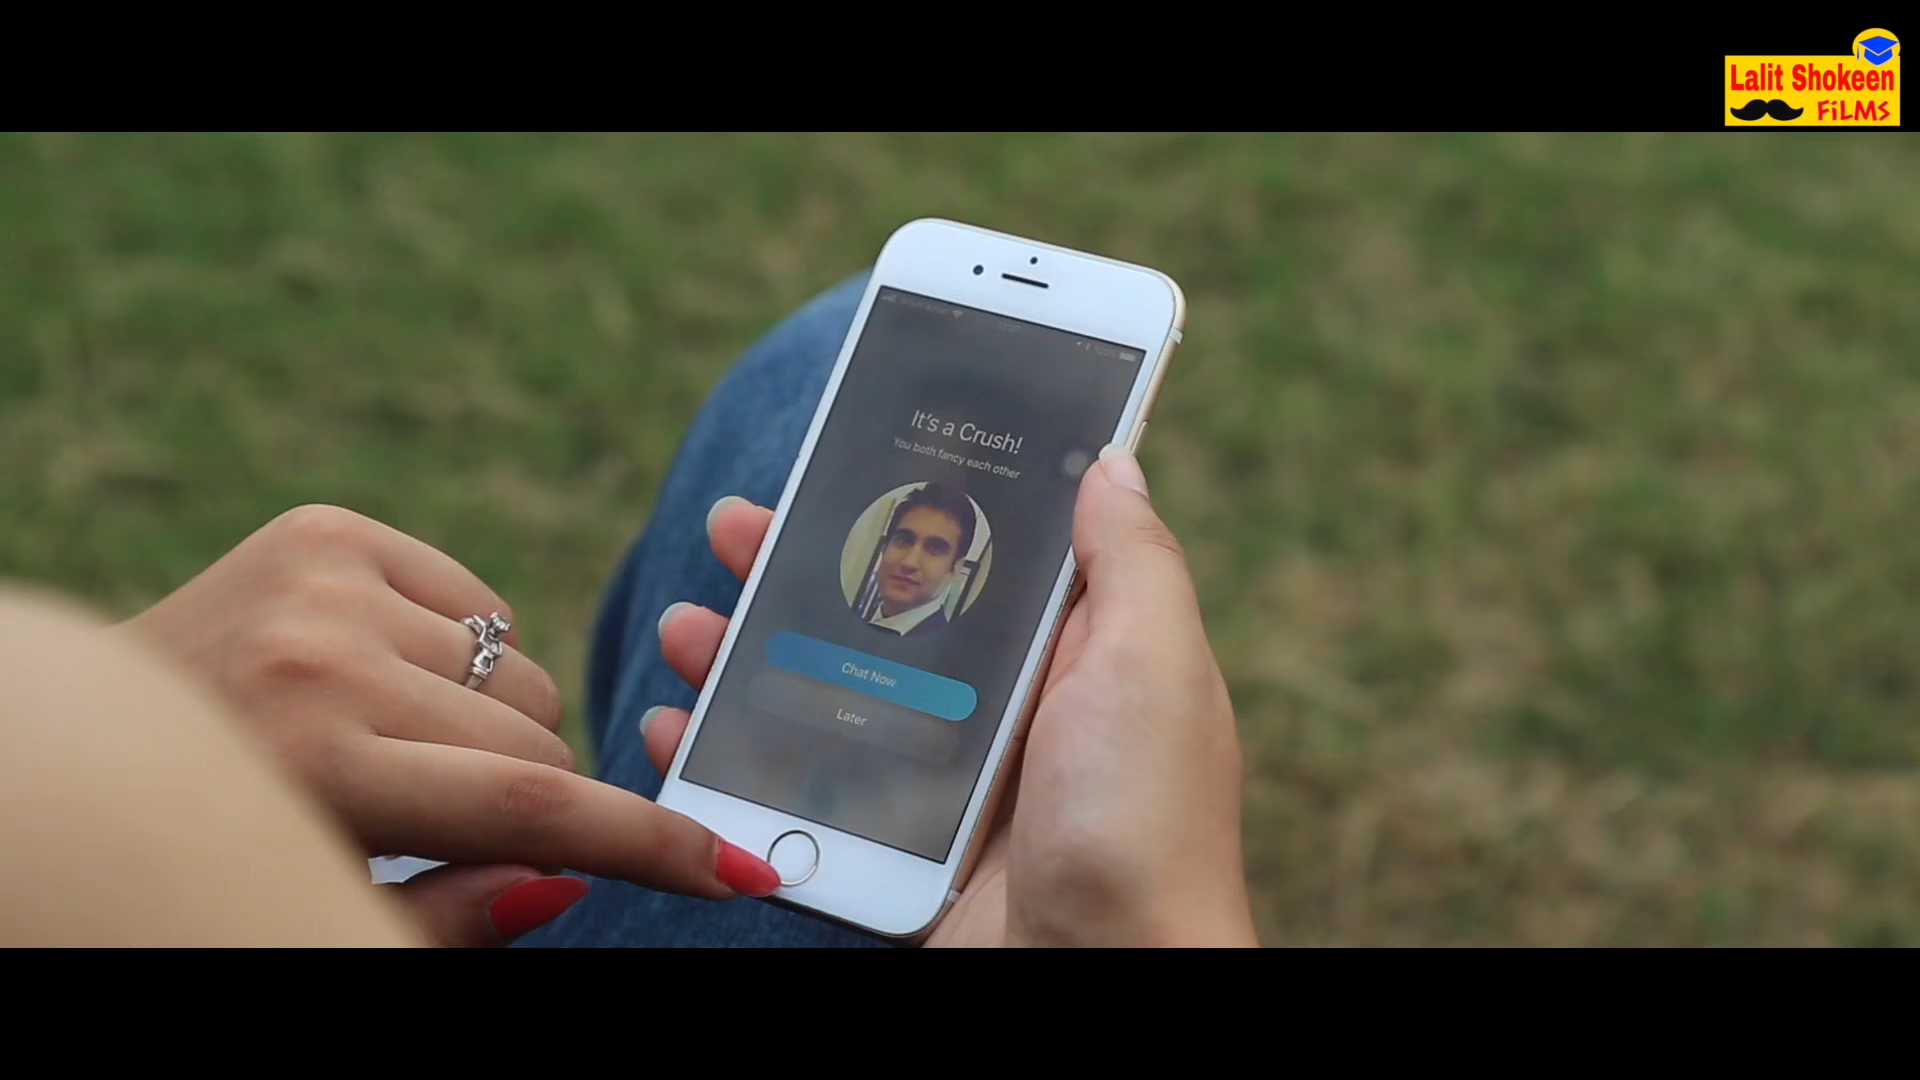 Lalit Shokeen
FiLMS
It's a Crush!
You both fancy each other
Chat Now
Later